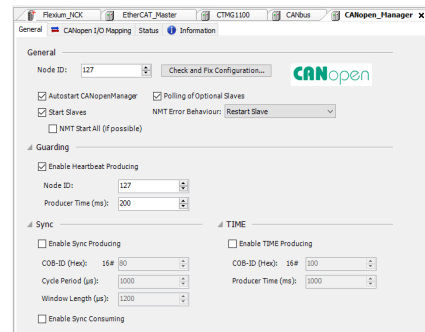 Flexium_NCK EtherCAT_Master CTMG1100 CANbus CANopen_Manager x
General CANopen I/O Mapping Status Information
General
Node ID: 127 Check and Fix Configuration... CANopen
Autostart CANopenManager Polling of Optional Slaves
Start Slaves NMT Error Behaviour: Restart Slave
NMT Start All (if possible)
Guarding
Enable Heartbeat Producing
Node ID: 127
Producer Time (ms): 200
Sync TIME
Enable Sync Producing Enable TIME Producing
COB-ID (Hex): 16# 80 COB-ID (Hex): 16# 100
Cycle Period (µs): 1000 Producer Time (ms): 1000
Window Length (µs): 1200
Enable Sync Consuming